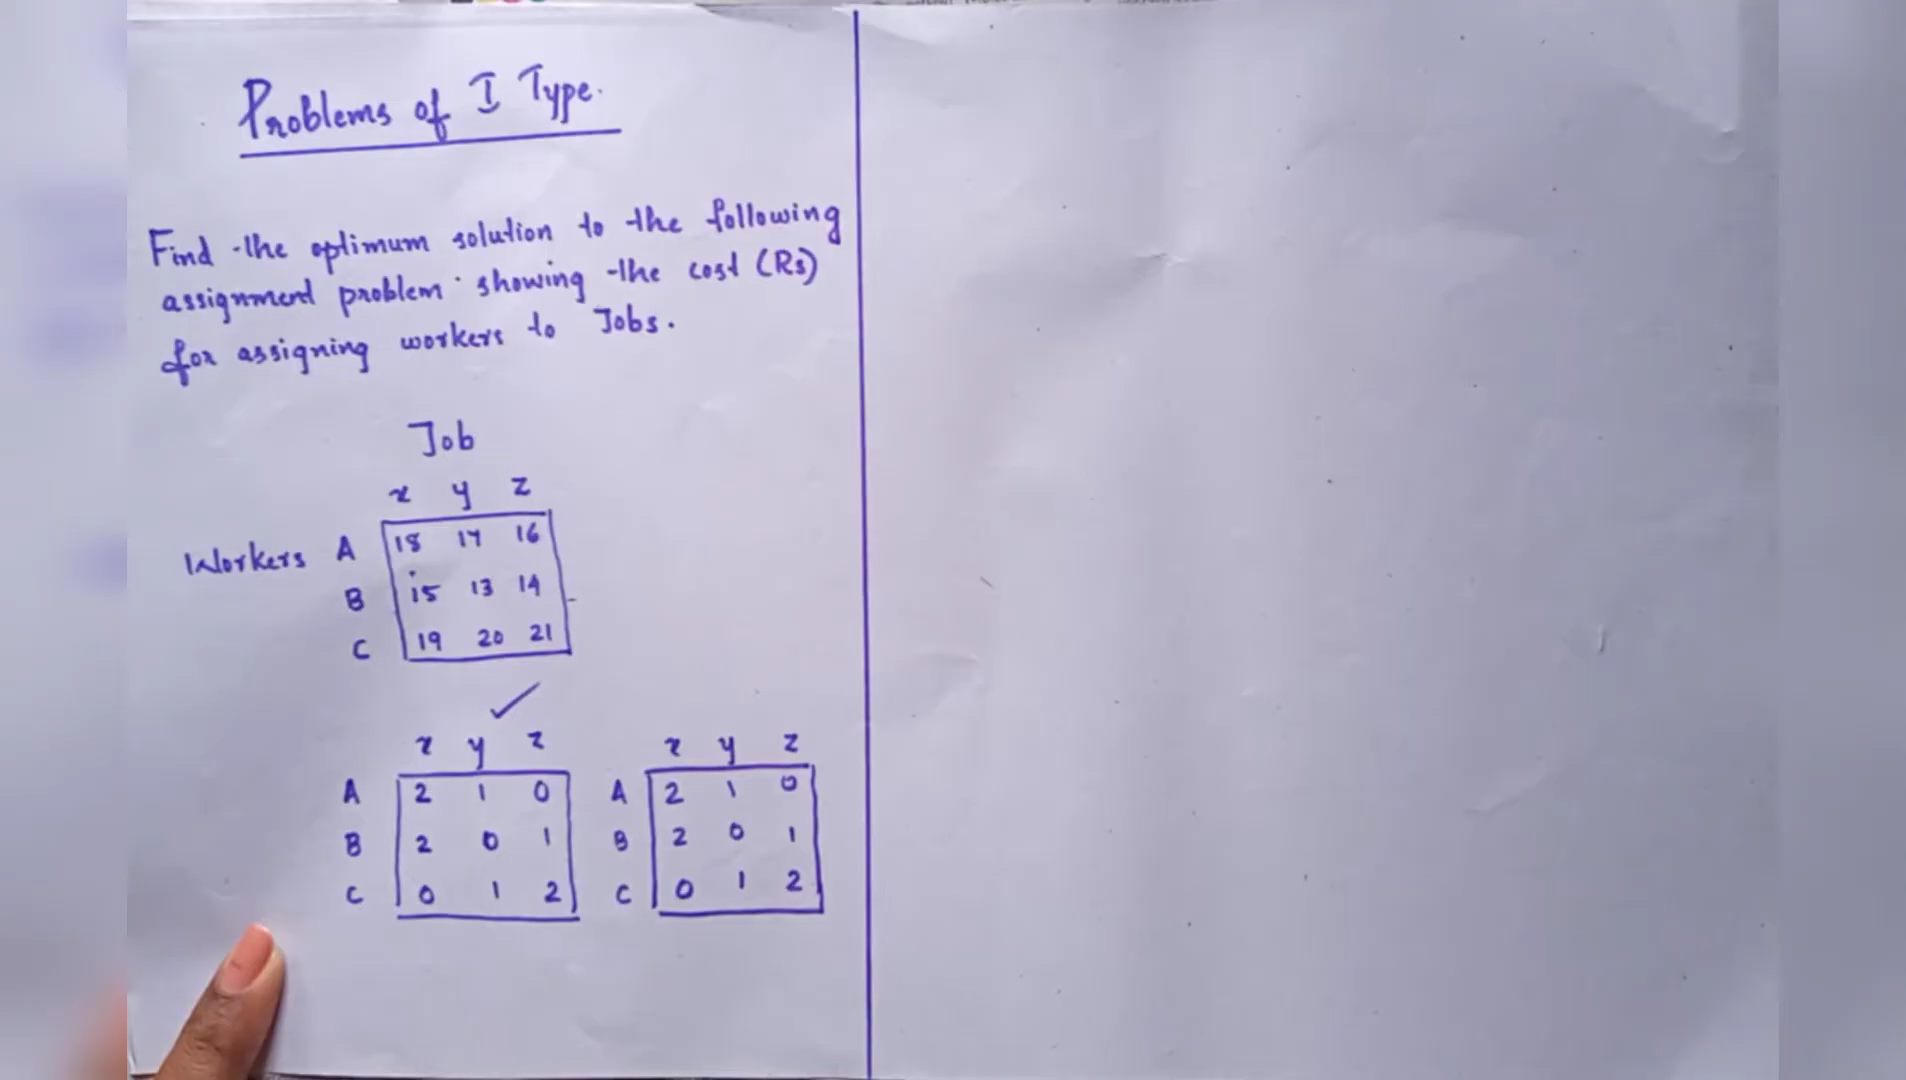 Problems of I Type.
Find the optimum solution to the following
assignment problem showing the cost (Rs)
for assigning workers to Jobs.
Job
x y z
Workers A 18 17 16
B 15 13 14
C 19 20 21
x y z x y z
A 2 1 0 A 2 1 0
B 2 0 1 B 2 0 1
C 0 1 2 C 0 1 2